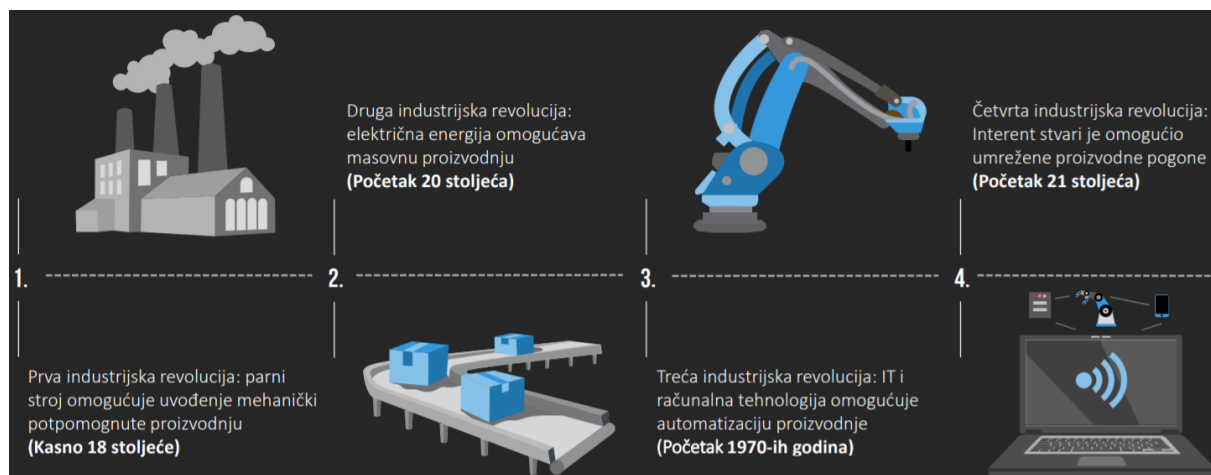 1.
Prva industrijska revolucija: parni
stroj omogućuje uvođenje mehanički
potpomognute proizvodnju
(Kasno 18 stoljeće)
2.
Druga industrijska revolucija:
električna energija omogućava
masovnu proizvodnju
(Početak 20 stoljeća)
3.
Treća industrijska revolucija: IT i
računalna tehnologija omogućuje
automatizaciju proizvodnje
(Početak 1970-ih godina)
4.
Četvrta industrijska revolucija:
Interent stvari je omogućio
umrežene proizvodne pogone
(Početak 21 stoljeća)